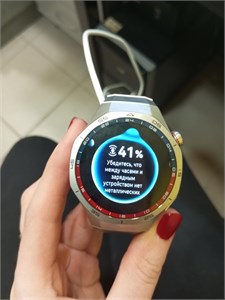 41%
Убедитесь, что
между часами и
зарядным
устройством нет
металлических